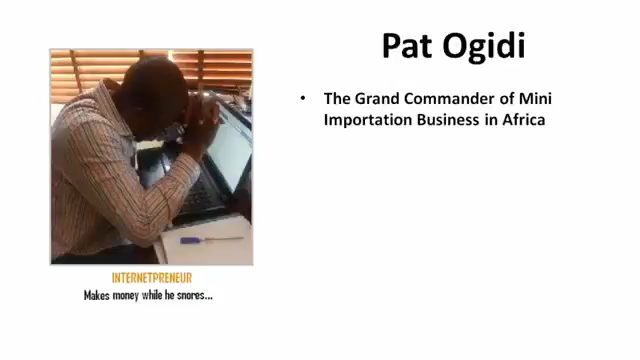 Pat Ogidi
• The Grand Commander of Mini
Importation Business in Africa
INTERNETPRENEUR
Makes money while he snores...